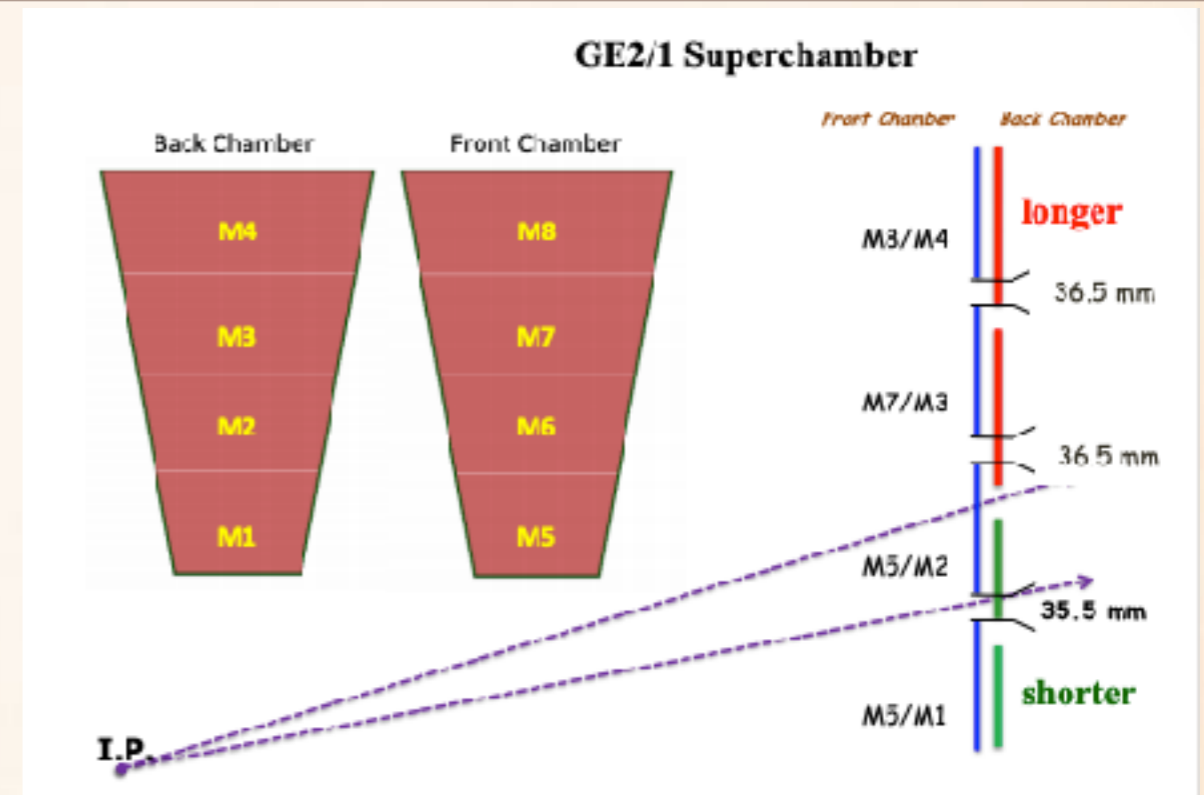 GE2/1 Superchamber
Back Chamber
Front Chamber
M4
M3
M2
M1
M8
M7
M6
M5
Front Chamber
Back Chamber
M8/M4
longer
36.5 mm
M7/M3
36.5 mm
M5/M2
35.5 mm
shorter
M5/M1
I.P.